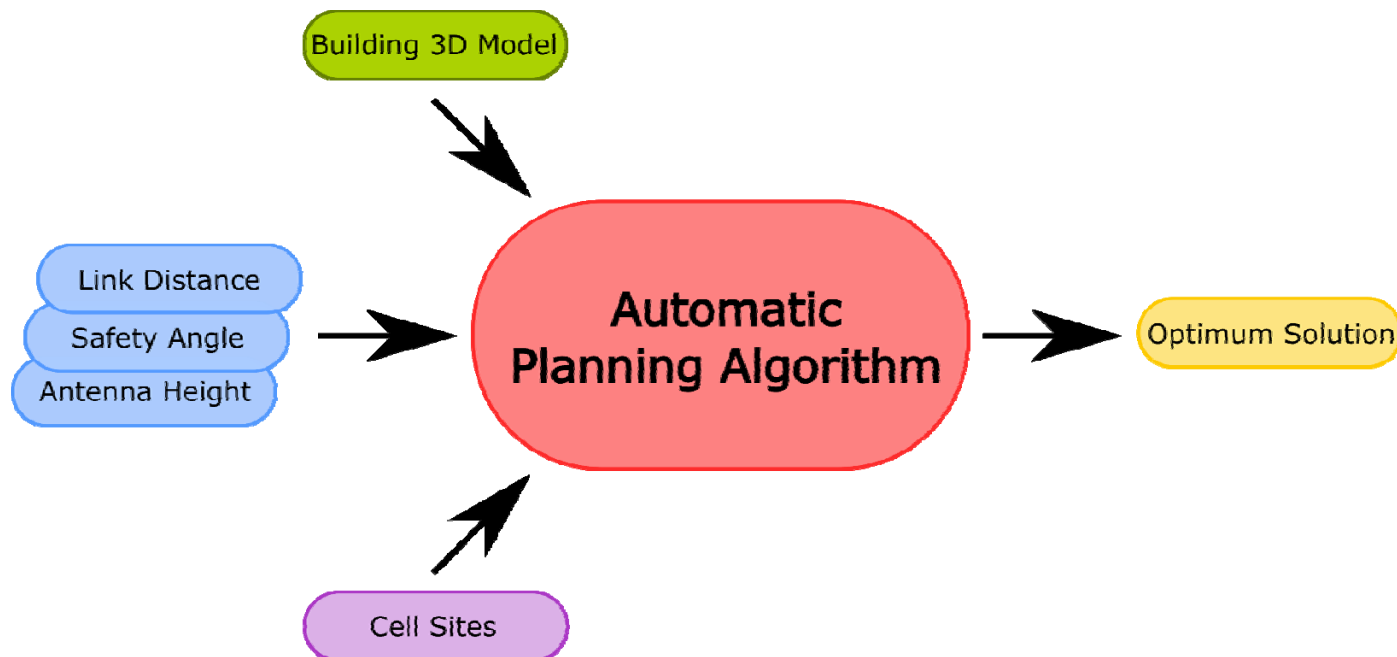 Building 3D Model
Link Distance
Safety Angle
Antenna Height
Automatic
Planning Algorithm
Optimum Solution
Cell Sites